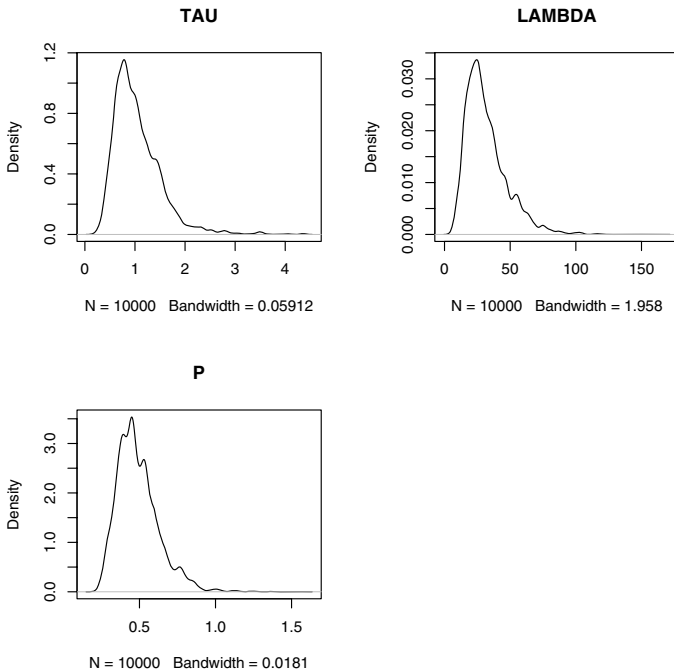 TAU
Density
0.0 0.4 0.8 1.2
0 1 2 3 4
N = 10000 Bandwidth = 0.05912
LAMBDA
Density
0.000 0.010 0.020 0.030
0 50 100 150
N = 10000 Bandwidth = 1.958
P
Density
0.0 1.0 2.0 3.0
0.5 1.0 1.5
N = 10000 Bandwidth = 0.0181